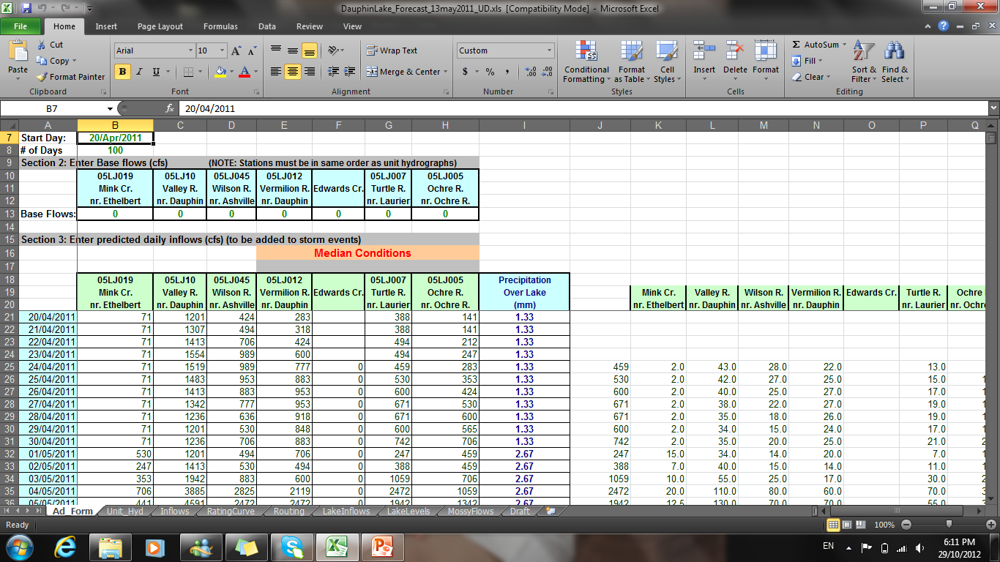 DauphinLake_Forecast_13may2011_UD.xls [Compatibility Mode] - Microsoft Excel
File Home Insert Page Layout Formulas Data Review View
Paste Cut Copy Format Painter Clipboard
Arial 10 A A B I U A Font
Wrap Text Merge & Center Alignment
Custom $ % , .0 .00 .00 .0 Number
Conditional Formatting Format as Table Cell Styles Styles
Insert Delete Format Cells
Σ AutoSum Fill Clear Sort & Filter Find & Select Editing
B7 fx 20/04/2011
A B C D E F G H I J K L M N O P Q
7 Start Day: 20/Apr/2011
8 # of Days 100
9 Section 2: Enter Base flows (cfs) (NOTE: Stations must be in same order as unit hydrographs)
10 05LJ019 05LJ10 05LJ045 05LJ012 05LJ007 05LJ005
11 Mink Cr. Valley R. Wilson R. Vermilion R. Edwards Cr. Turtle R. Ochre R.
12 nr. Ethelbert nr. Dauphin nr. Ashville nr. Dauphin nr. Laurier nr. Ochre R.
13 Base Flows: 0 0 0 0 0 0 0
14
15 Section 3: Enter predicted daily inflows (cfs) (to be added to storm events)
16 Median Conditions
17
18 05LJ019 05LJ10 05LJ045 05LJ012 05LJ007 05LJ005 Precipitation
19 Mink Cr. Valley R. Wilson R. Vermilion R. Edwards Cr. Turtle R. Ochre R. Over Lake Mink Cr. Valley R. Wilson R. Vermilion R. Edwards Cr. Turtle R. Ochre
20 nr. Ethelbert nr. Dauphin nr. Ashville nr. Dauphin nr. Laurier nr. Ochre R. (mm) nr. Ethelbert nr. Dauphin nr. Ashville nr. Dauphin nr. Laurier nr. Ochr
21 20/04/2011 71 1201 424 283 388 141 1.33
22 21/04/2011 71 1307 494 318 388 141 1.33
23 22/04/2011 71 1413 706 424 494 212 1.33
24 23/04/2011 71 1554 989 600 494 247 1.33
25 24/04/2011 71 1519 989 777 0 459 283 1.33 459 2.0 43.0 28.0 22.0 13.0
26 25/04/2011 71 1483 953 883 0 530 353 1.33 530 2.0 42.0 27.0 25.0 15.0 1
27 26/04/2011 71 1413 883 953 0 600 424 1.33 600 2.0 40.0 25.0 27.0 17.0 1
28 27/04/2011 71 1342 777 953 0 671 530 1.33 671 2.0 38.0 22.0 27.0 19.0 1
29 28/04/2011 71 1236 636 918 0 671 600 1.33 671 2.0 35.0 18.0 26.0 19.0 1
30 29/04/2011 71 1201 530 848 0 600 565 1.33 600 2.0 34.0 15.0 24.0 17.0 1
31 30/04/2011 71 1236 706 883 0 742 706 1.33 742 2.0 35.0 20.0 25.0 21.0 2
32 01/05/2011 530 1201 494 706 0 247 459 2.67 247 15.0 34.0 14.0 20.0 7.0 1
33 02/05/2011 247 1413 530 494 0 388 459 2.67 388 7.0 40.0 15.0 14.0 11.0 1
34 03/05/2011 353 1942 883 600 0 1059 706 2.67 1059 10.0 55.0 25.0 17.0 30.0 2
35 04/05/2011 706 3885 2825 2119 0 2472 1059 2.67 2472 20.0 110.0 80.0 60.0 70.0 3
36 05/05/2011 441 4591 2472 2472 0 1942 1342 2.67 1942 12.5 130.0 70.0 70.0 55.0 3
Ad_Form Unit_Hyd Inflows RatingCurve Routing LakeInflows LakeLevels MossyFlows Draft
Ready 100%
EN 6:11 PM
29/10/2012